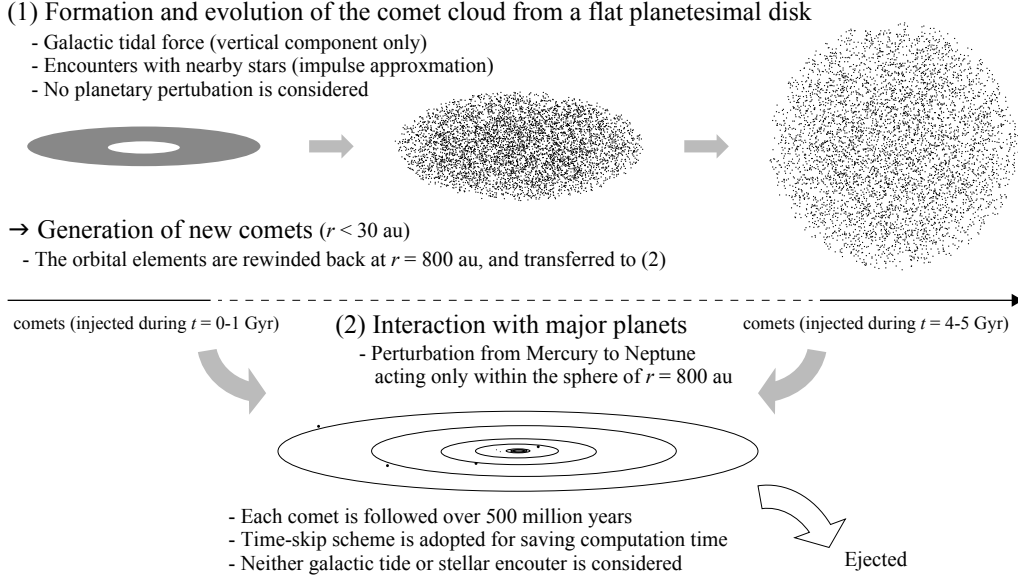 (1) Formation and evolution of the comet cloud from a flat planetesimal disk
- Galactic tidal force (vertical component only)
- Encounters with nearby stars (impulse approxmation)
- No planetary pertubation is considered
→ Generation of new comets (r < 30 au)
- The orbital elements are rewinded back at r = 800 au, and transferred to (2)
comets (injected during t = 0-1 Gyr)
(2) Interaction with major planets
comets (injected during t = 4-5 Gyr)
- Perturbation from Mercury to Neptune
acting only within the sphere of r = 800 au
- Each comet is followed over 500 million years
- Time-skip scheme is adopted for saving computation time
- Neither galactic tide or stellar encouter is considered
Ejected